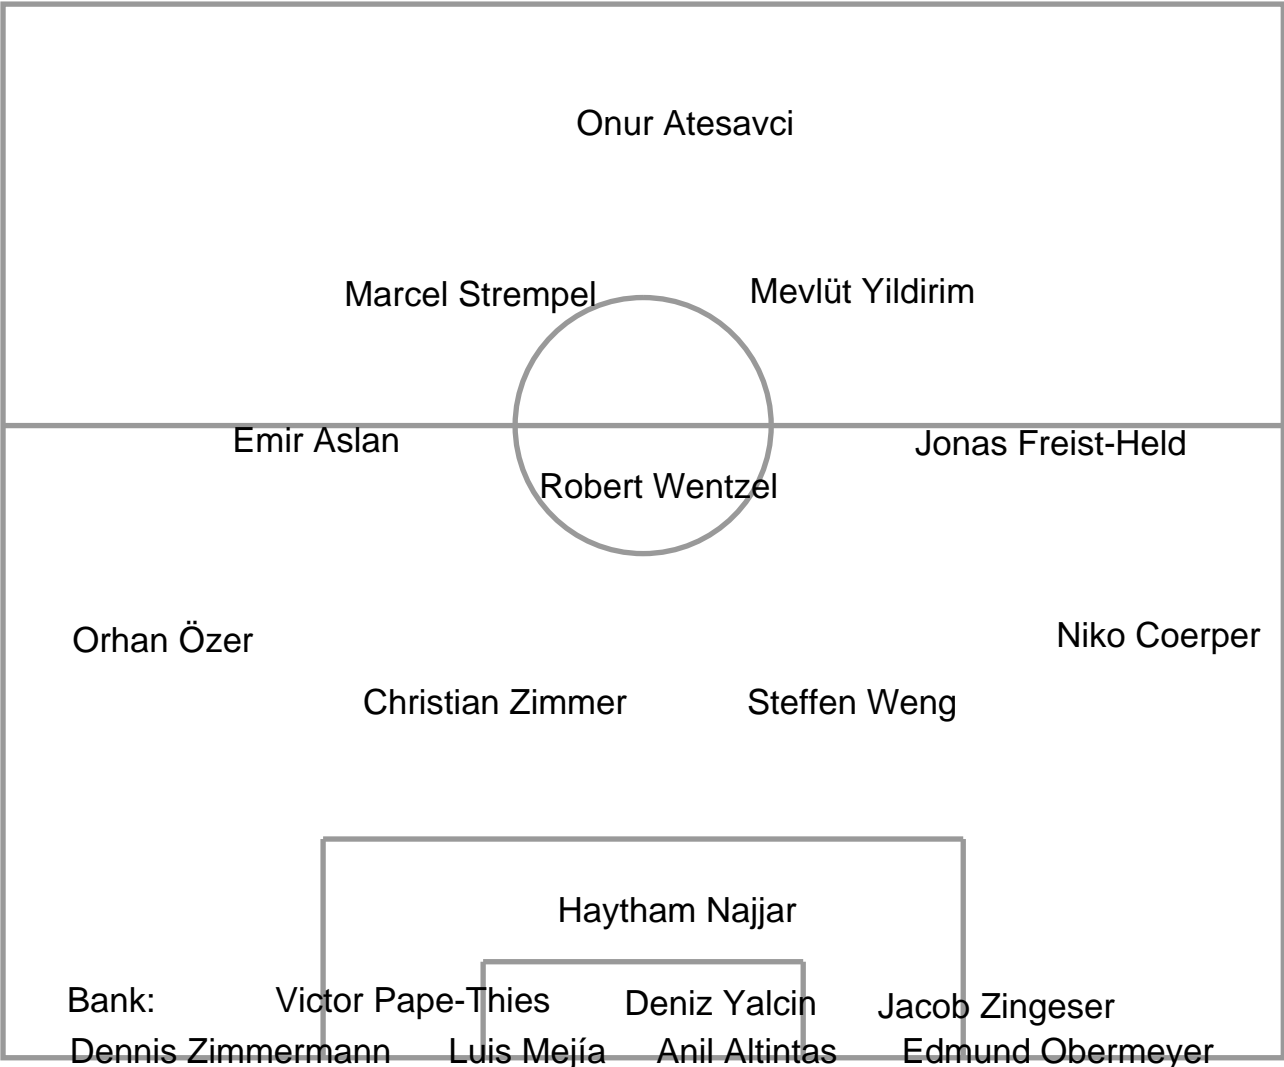 Onur Atesavci
Marcel Strempel Mevlüt Yildirim
Emir Aslan Jonas Freist-Held
Robert Wentzel
Orhan Özer Niko Coerper
Christian Zimmer Steffen Weng
Haytham Najjar
Bank: Victor Pape-Thies Deniz Yalcin Jacob Zingeser
Dennis Zimmermann Luis Mejía Anil Altintas Edmund Obermeyer